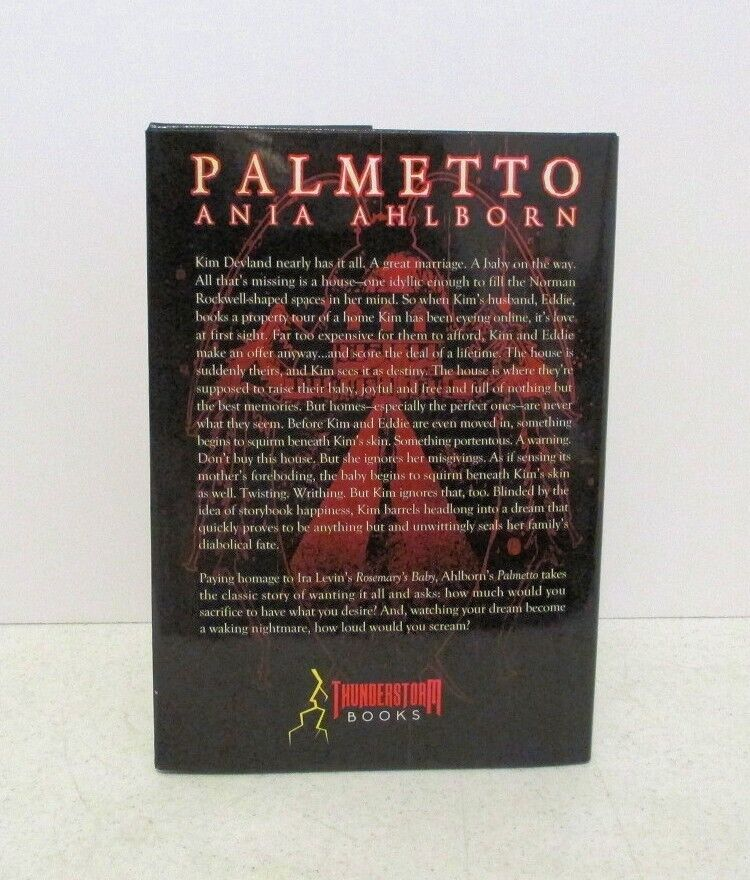 PALMETTO
ANIA AHLBORN
Kim Devland nearly has it all. A great marriage. A baby on the way.
All that's missing is a house—one idyllic enough to fill the Norman
Rockwell-shaped spaces in her mind. So when Kim's husband, Eddie,
books a property tour of a home Kim has been eyeing online, it's love
at first sight. Far too expensive for them to afford, Kim and Eddie
make an offer anyway...and score the deal of a lifetime. The house is
suddenly theirs, and Kim sees it as destiny. The house is where they're
supposed to raise their baby, joyful and free and full of nothing but
the best memories. But homes—especially the perfect ones—are never
what they seem. Before Kim and Eddie are even moved in, something
begins to squirm beneath Kim's skin. Something portentous. A warning.
Don't buy this house. But she ignores her misgivings. As if sensing its
mother's foreboding, the baby begins to squirm beneath Kim's skin
as well. Twisting. Writhing. But Kim ignores that, too. Blinded by the
idea of storybook happiness, Kim barrels headlong into a dream that
quickly proves to be anything but and unwittingly seals her family's
diabolical fate.
Paying homage to Ira Levin's Rosemary's Baby, Ahlborn's Palmetto takes
the classic story of wanting it all and asks: how much would you
sacrifice to have what you desire? And, watching your dream become
a waking nightmare, how loud would you scream?
THUNDERSTORM
BOOKS